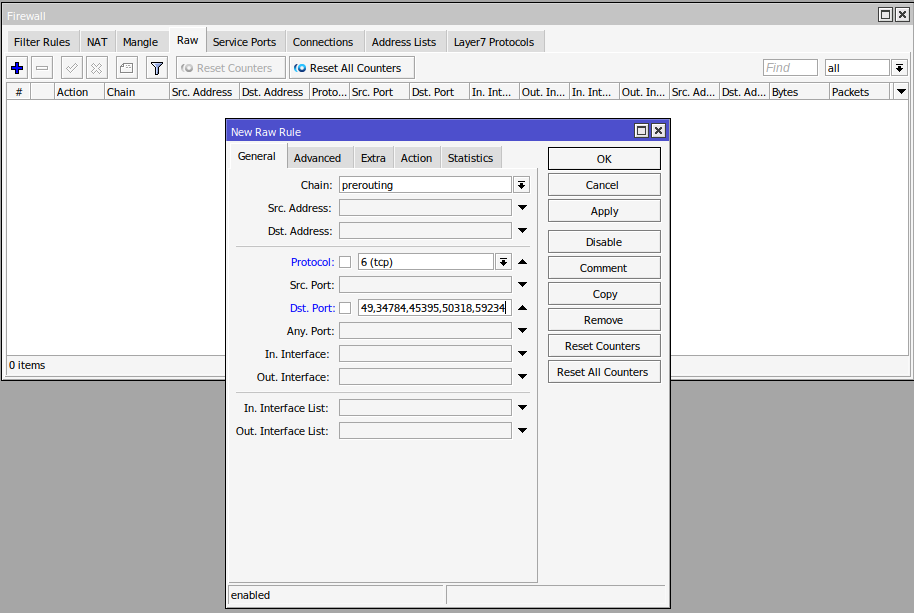 Firewall
Filter Rules NAT Mangle Raw Service Ports Connections Address Lists Layer7 Protocols
Reset Counters Reset All Counters Find all
# Action Chain Src. Address Dst. Address Proto... Src. Port Dst. Port In. Int... Out. In... In. Int... Out. In... Src. Ad... Dst. Ad... Bytes Packets
New Raw Rule
General Advanced Extra Action Statistics
Chain: prerouting
Src. Address:
Dst. Address:
Protocol: 6 (tcp)
Src. Port:
Dst. Port: 49,34784,45395,50318,59234
Any. Port:
In. Interface:
Out. Interface:
In. Interface List:
Out. Interface List:
OK
Cancel
Apply
Disable
Comment
Copy
Remove
Reset Counters
Reset All Counters
enabled
0 items